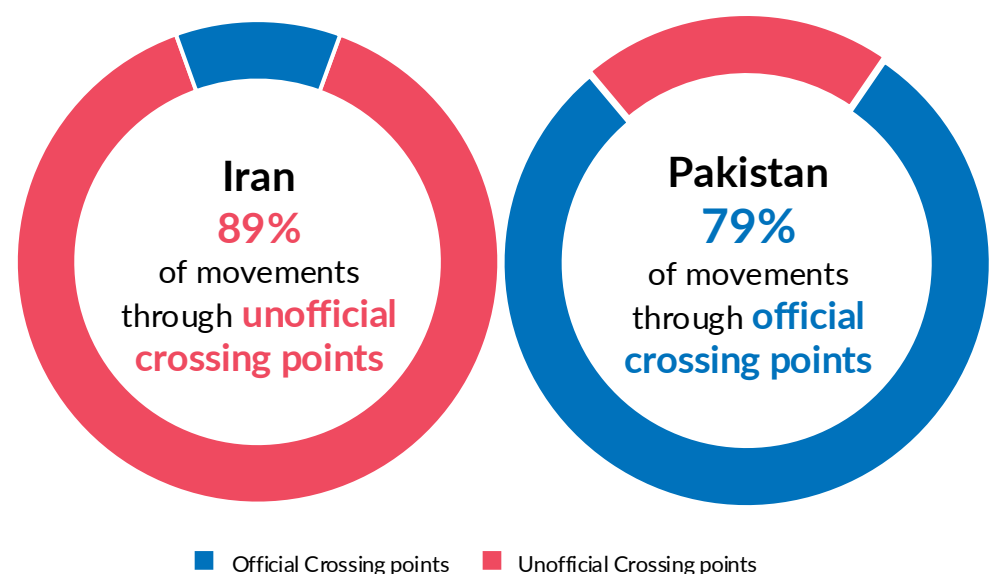 Iran
89%
of movements
through unofficial
crossing points
Pakistan
79%
of movements
through official
crossing points
Official Crossing points
Unofficial Crossing points